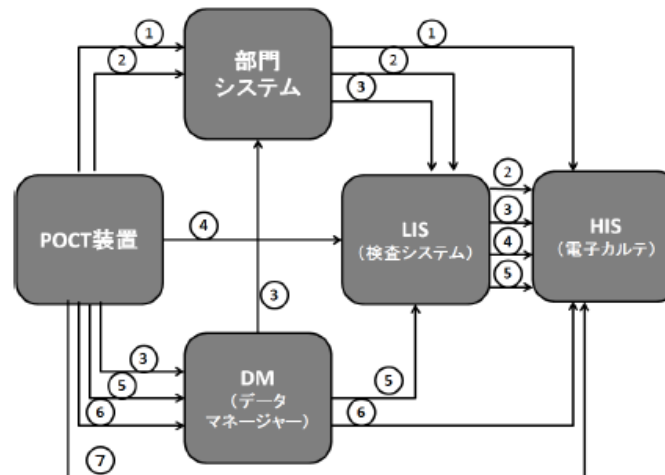 ①
①
②
②
部門
システム
③
②
POCT装置
④
LIS
(検査システム)
③
④
⑤
HIS
(電子カルテ)
③
③
⑤
⑥
DM
(データ
マネージャー)
⑤
⑥
⑦